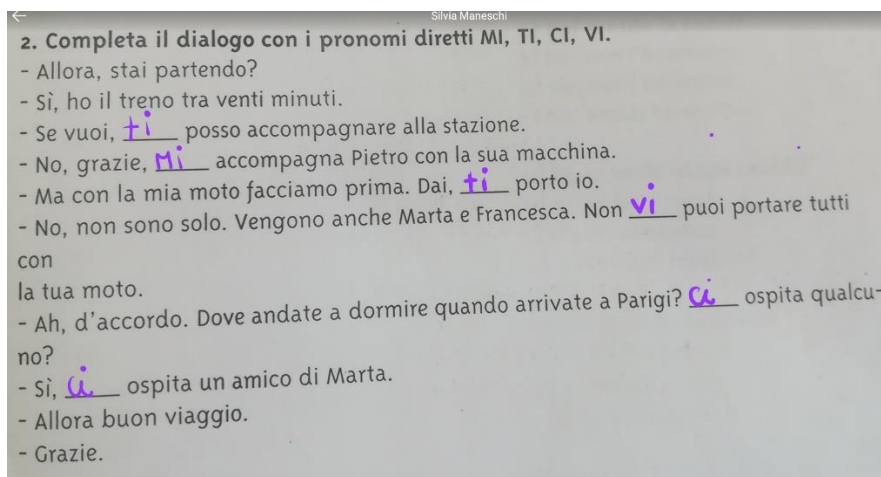 Silvia Maneschi
2. Completa il dialogo con i pronomi diretti MI, TI, CI, VI.
- Allora, stai partendo?
- Sì, ho il treno tra venti minuti.
- Se vuoi, ti posso accompagnare alla stazione.
- No, grazie, Mi accompagna Pietro con la sua macchina.
- Ma con la mia moto facciamo prima. Dai, ti porto io.
- No, non sono solo. Vengono anche Marta e Francesca. Non vi puoi portare tutti
con
la tua moto.
- Ah, d'accordo. Dove andate a dormire quando arrivate a Parigi? Ci ospita qualcu-
no?
- Sì, ci ospita un amico di Marta.
- Allora buon viaggio.
- Grazie.